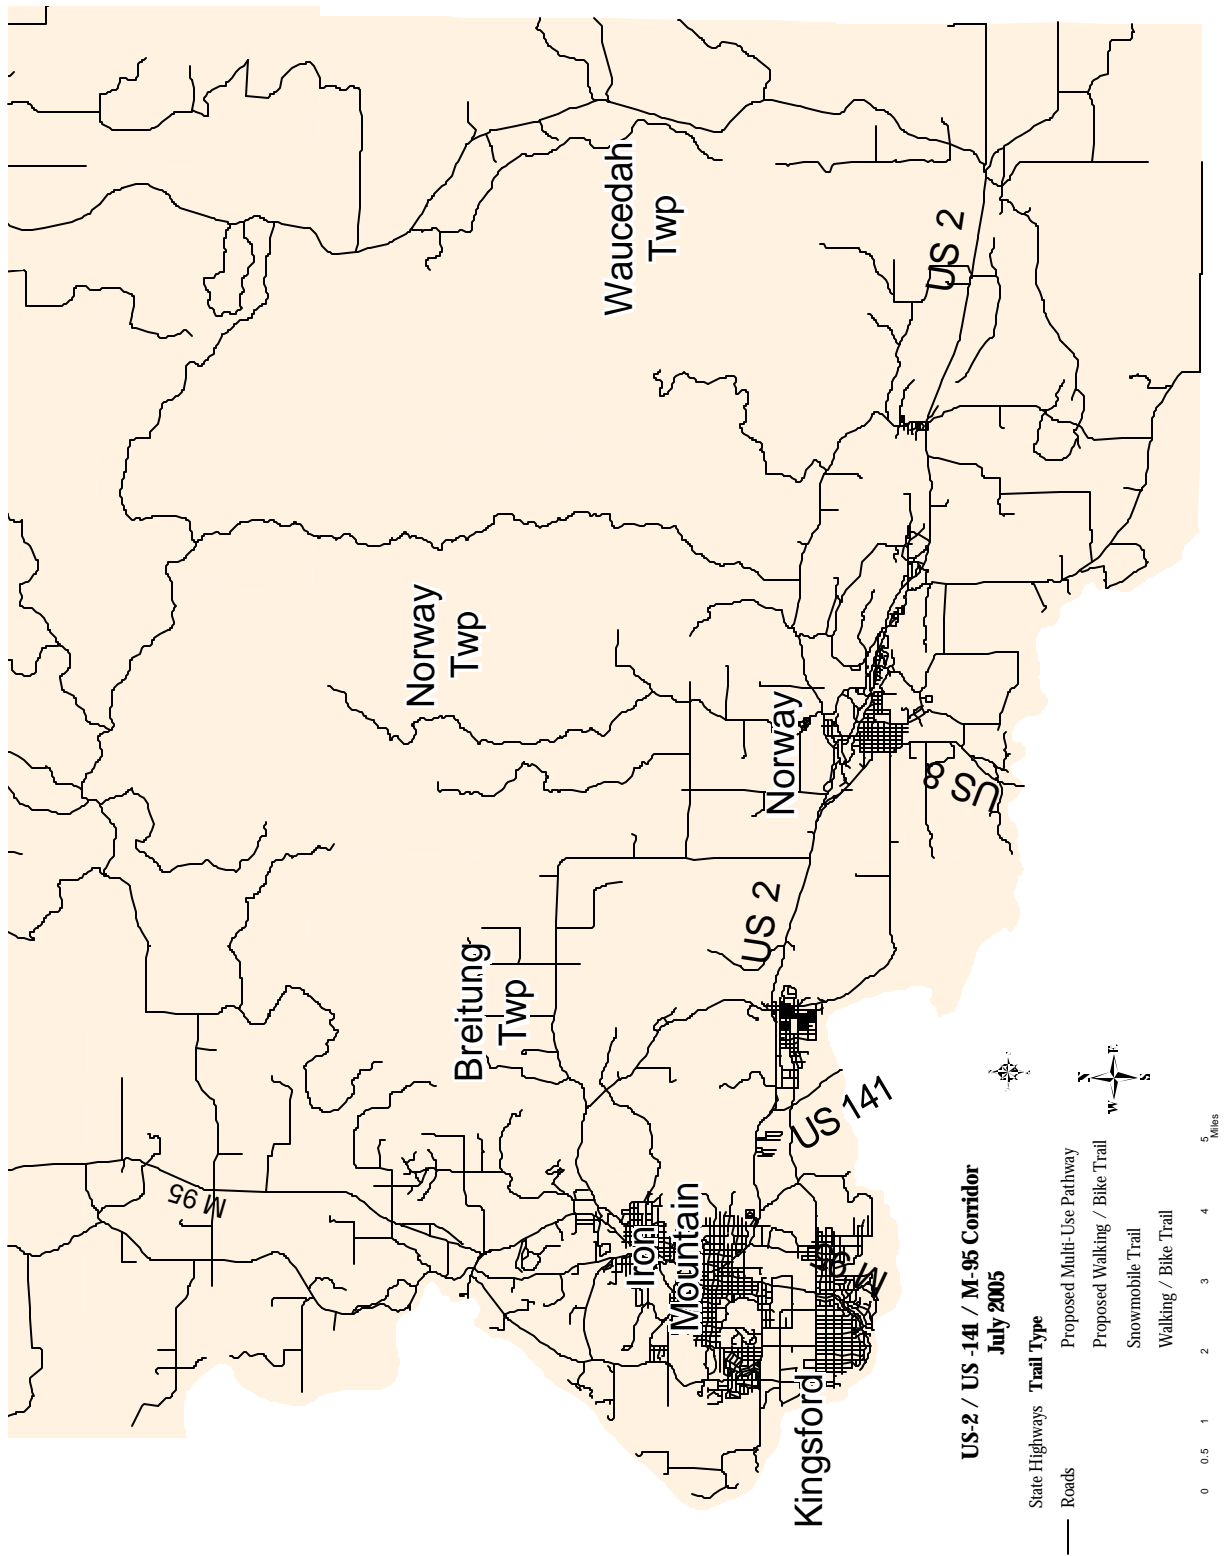 Waucedah
Twp
US 2
Norway
Twp
Norway
US 8
US 2
Breitung
Twp
US 141
M 95
Iron
Mountain
M 95
Kingsford
US-2 / US -141 / M-95 Corridor
July 2005
State Highways
Roads
Trail Type
Proposed Multi-Use Pathway
Proposed Walking / Bike Trail
Snowmobile Trail
Walking / Bike Trail
N
W E
S
0 0.5 1 2 3 4 5
Miles